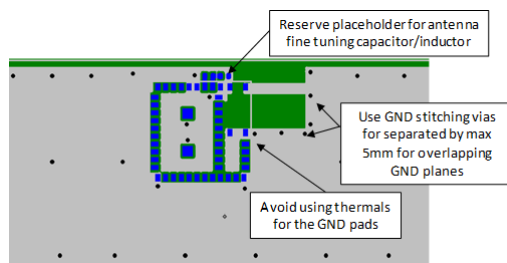 Reserve placeholder for antenna
fine tuning capacitor/inductor
Use GND stitching vias
for separated by max
5mm for overlapping
GND planes
Avoid using thermals
for the GND pads